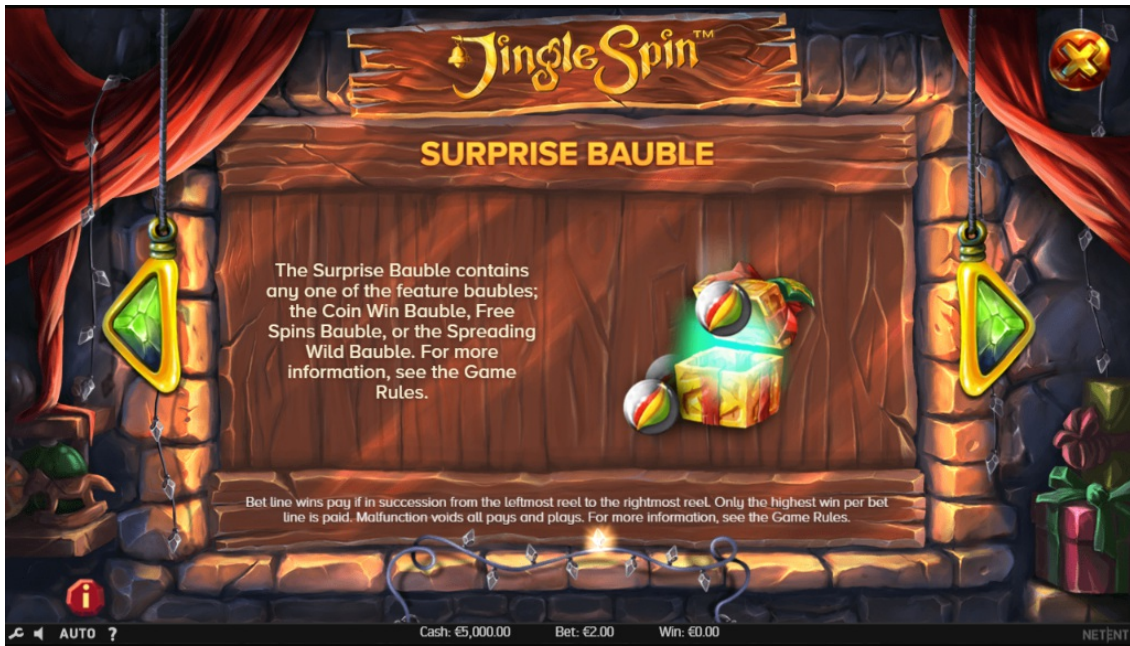 Jingle Spin™
SURPRISE BAUBLE
The Surprise Bauble contains
any one of the feature baubles;
the Coin Win Bauble, Free
Spins Bauble, or the Spreading
Wild Bauble. For more
information, see the Game
Rules.
Bet line wins pay if in succession from the leftmost reel to the rightmost reel. Only the highest win per bet
line is paid. Malfunction voids all pays and plays. For more information, see the Game Rules.
i
AUTO ? Cash: €5,000.00 Bet: €2.00 Win: €0.00 NETENT